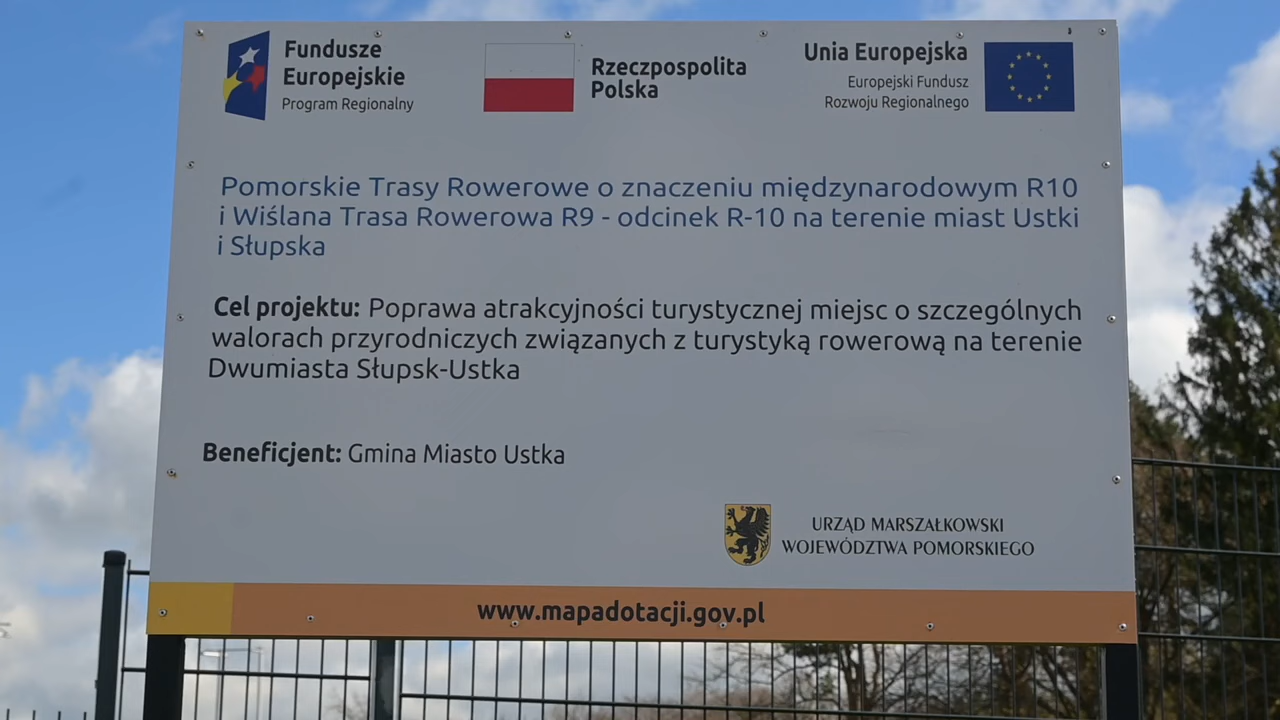 Fundusze
Europejskie
Program Regionalny
Rzeczpospolita
Polska
Unia Europejska
Europejski Fundusz
Rozwoju Regionalnego
Pomorskie Trasy Rowerowe o znaczeniu międzynarodowym R10
i Wiślana Trasa Rowerowa R9 - odcinek R-10 na terenie miast Ustki
i Słupska
Cel projektu: Poprawa atrakcyjności turystycznej miejsc o szczególnych
walorach przyrodniczych związanych z turystyką rowerową na terenie
Dwumiasta Słupsk-Ustka
Beneficjent: Gmina Miasto Ustka
URZĄD MARSZAŁKOWSKI
WOJEWÓDZTWA POMORSKIEGO
www.mapadotacji.gov.pl